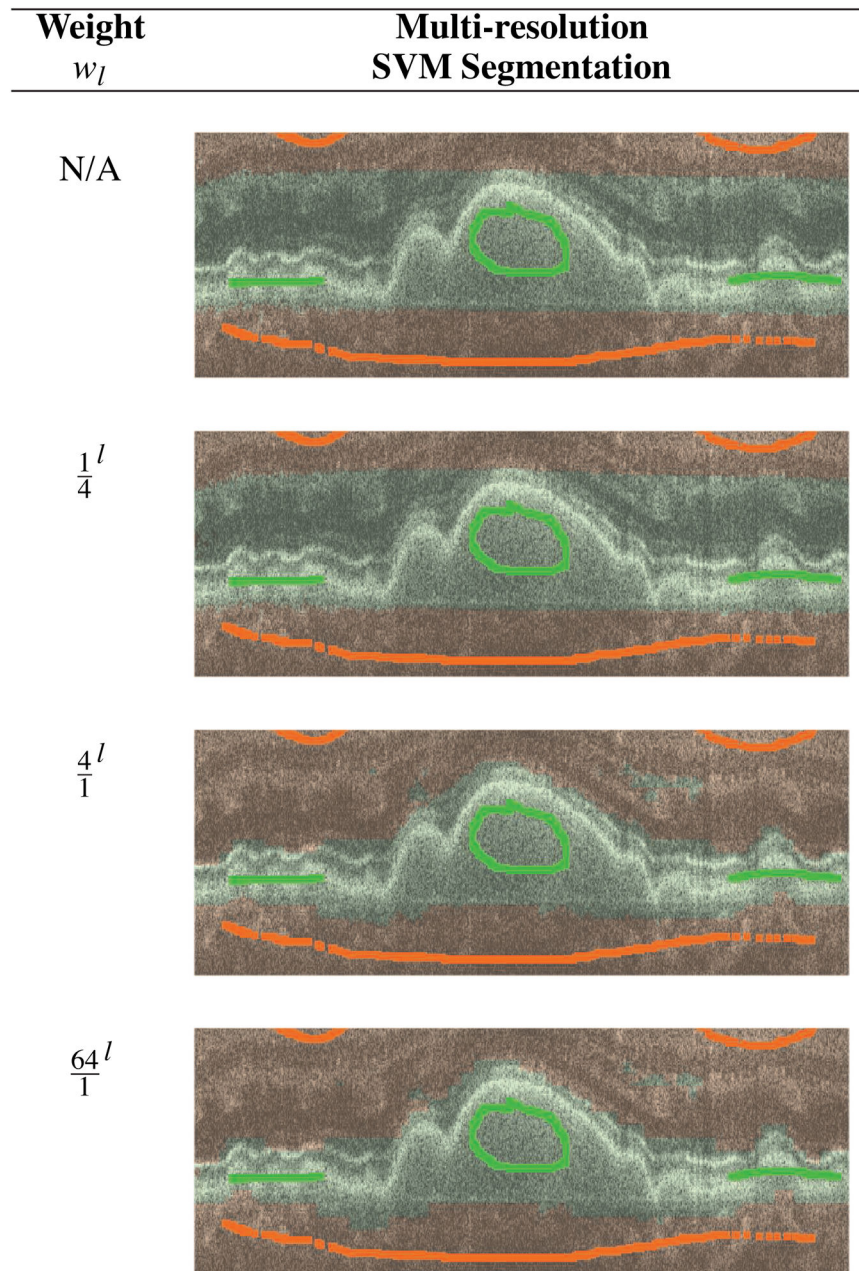 Weight Multi-resolution
w_l SVM Segmentation
N/A
1/4 l
4/1 l
64/1 l